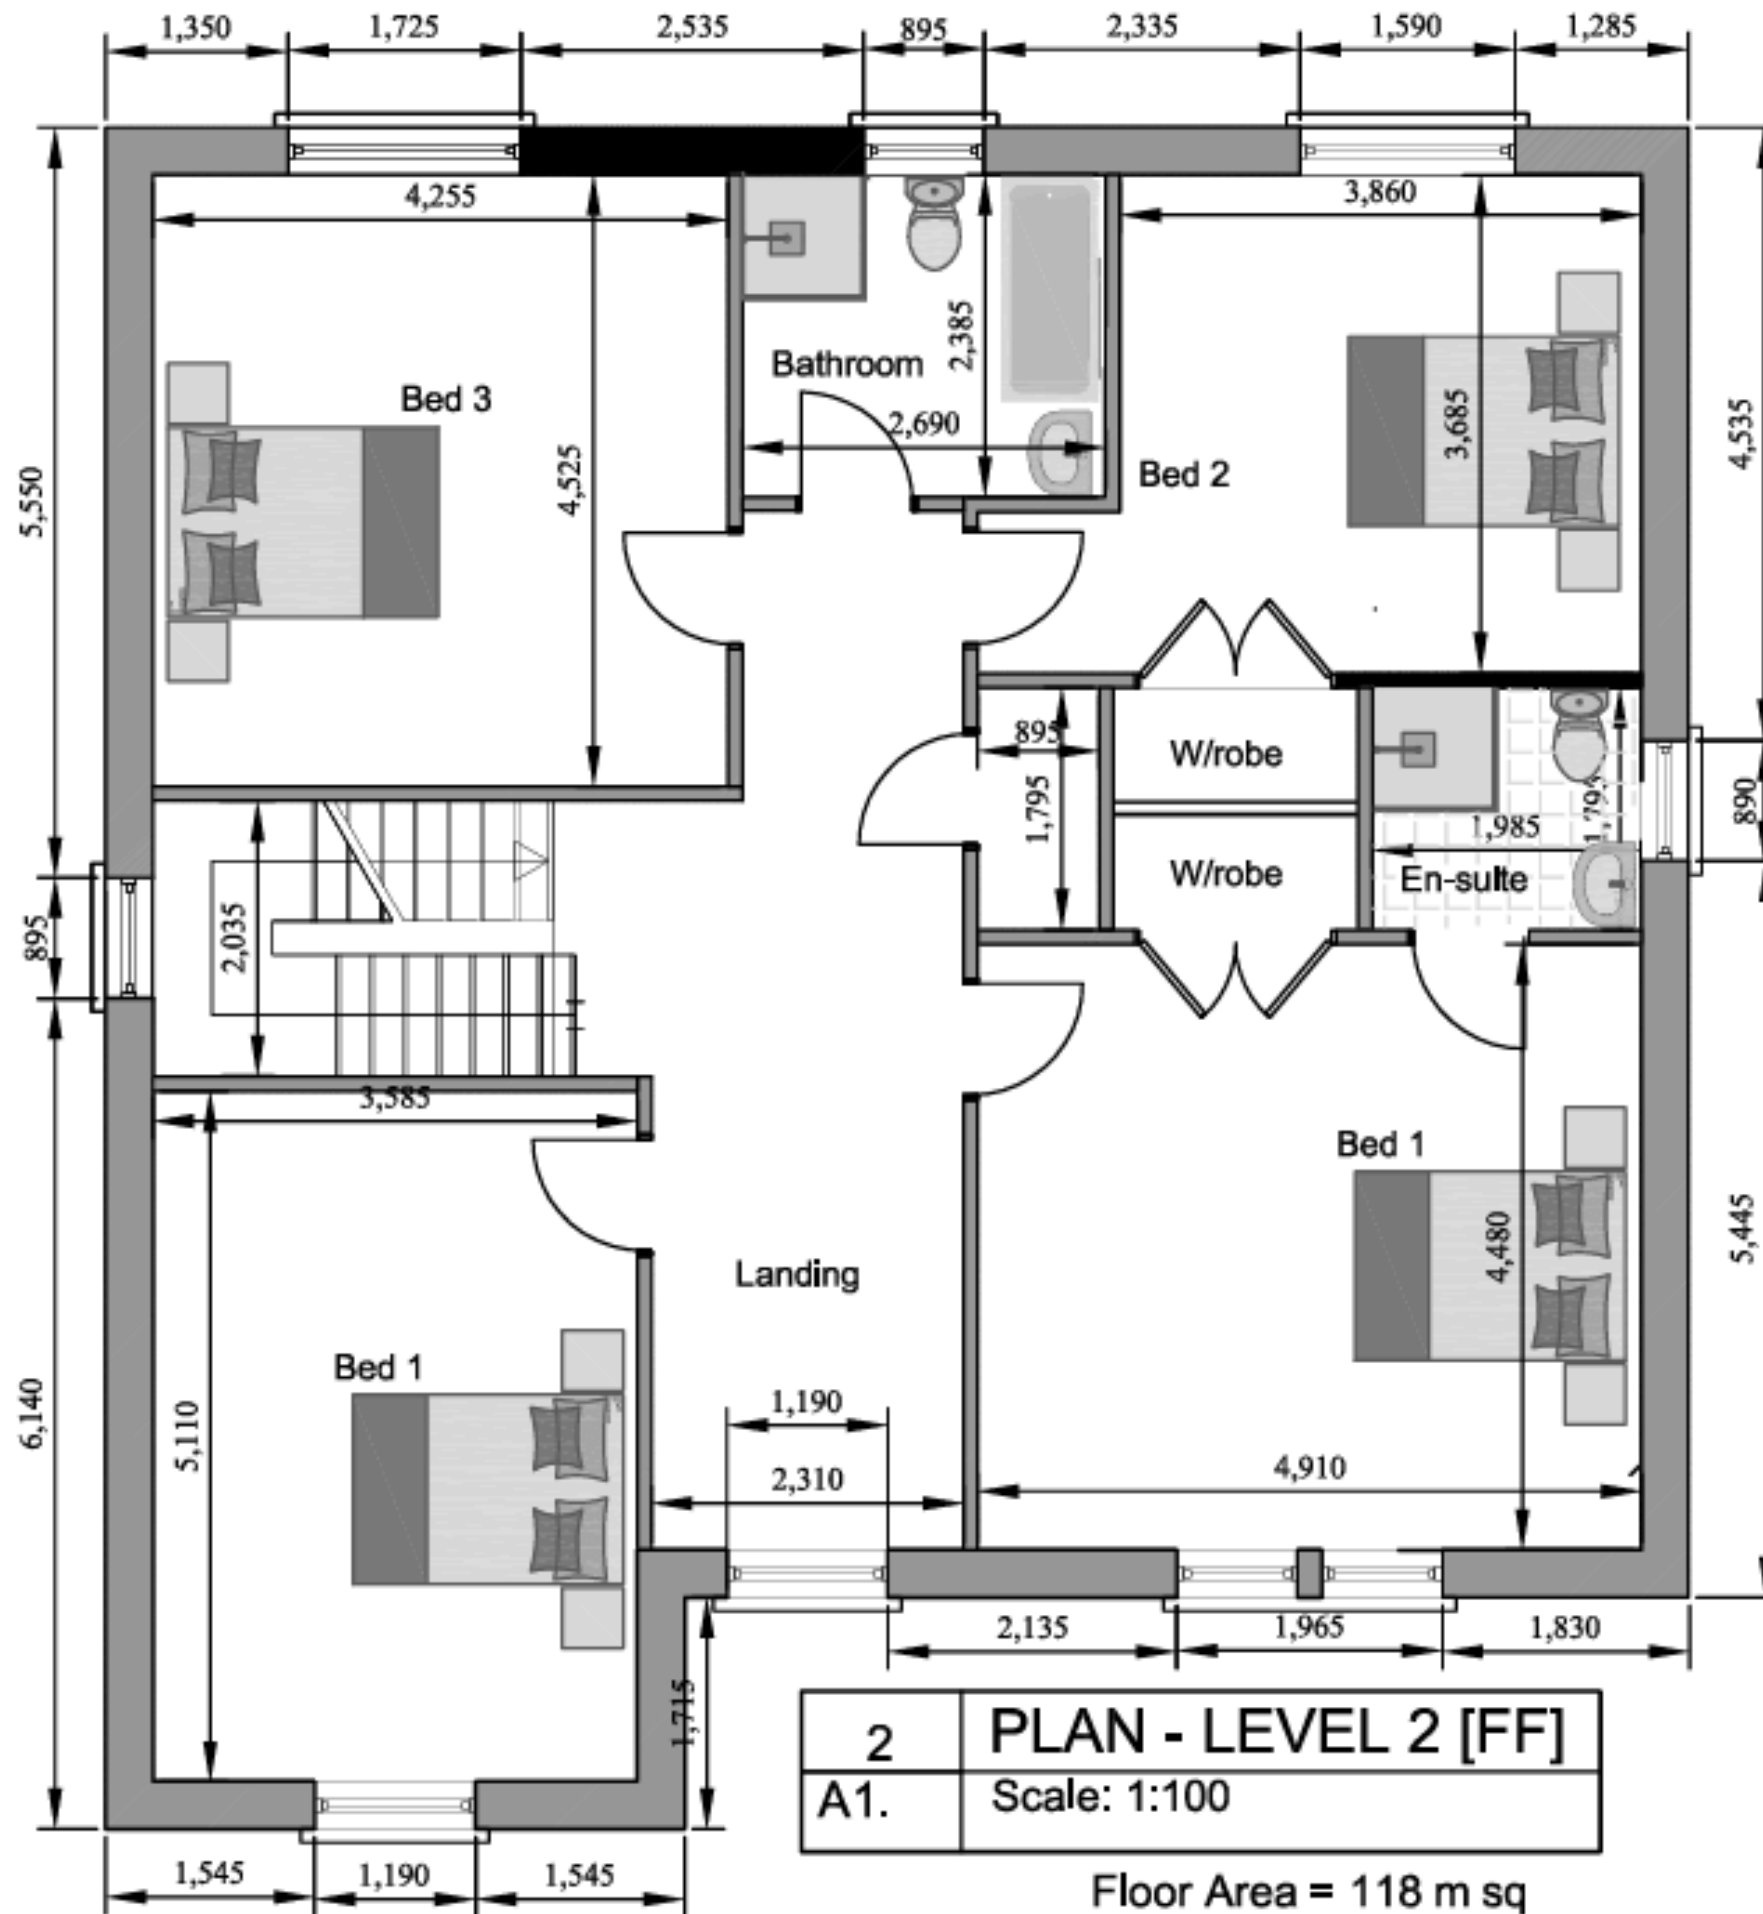 1,350 1,725 2,535 895 2,335 1,590 1,285
4,255 3,860
2,385
Bathroom
Bed 3
2,690
3,685
4,535
Bed 2
4,525
5,550
895
W/robe
1,795
1,795
890
1,985
W/robe
En-suite
2,035
895
3,585
Bed 1
5,445
4,480
Landing
Bed 1
1,190
6,140
5,110
4,910
2,310
2,135 1,965 1,830
1,715
2 PLAN - LEVEL 2 [FF]
A1. Scale: 1:100
1,545 1,190 1,545
Floor Area = 118 m sq